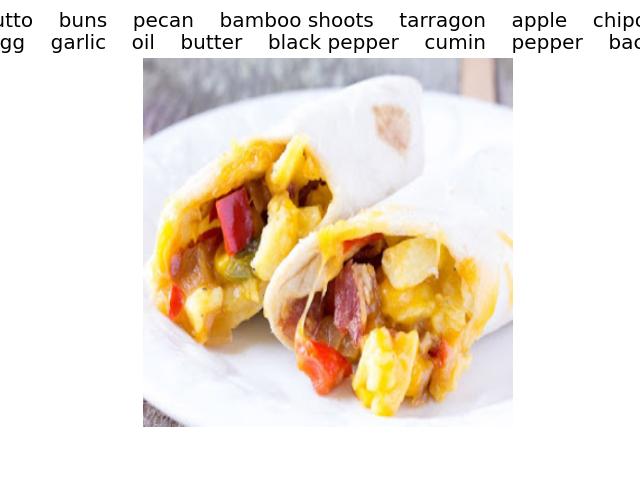 utto buns pecan bamboo shoots tarragon apple chipo
gg garlic oil butter black pepper cumin pepper bac